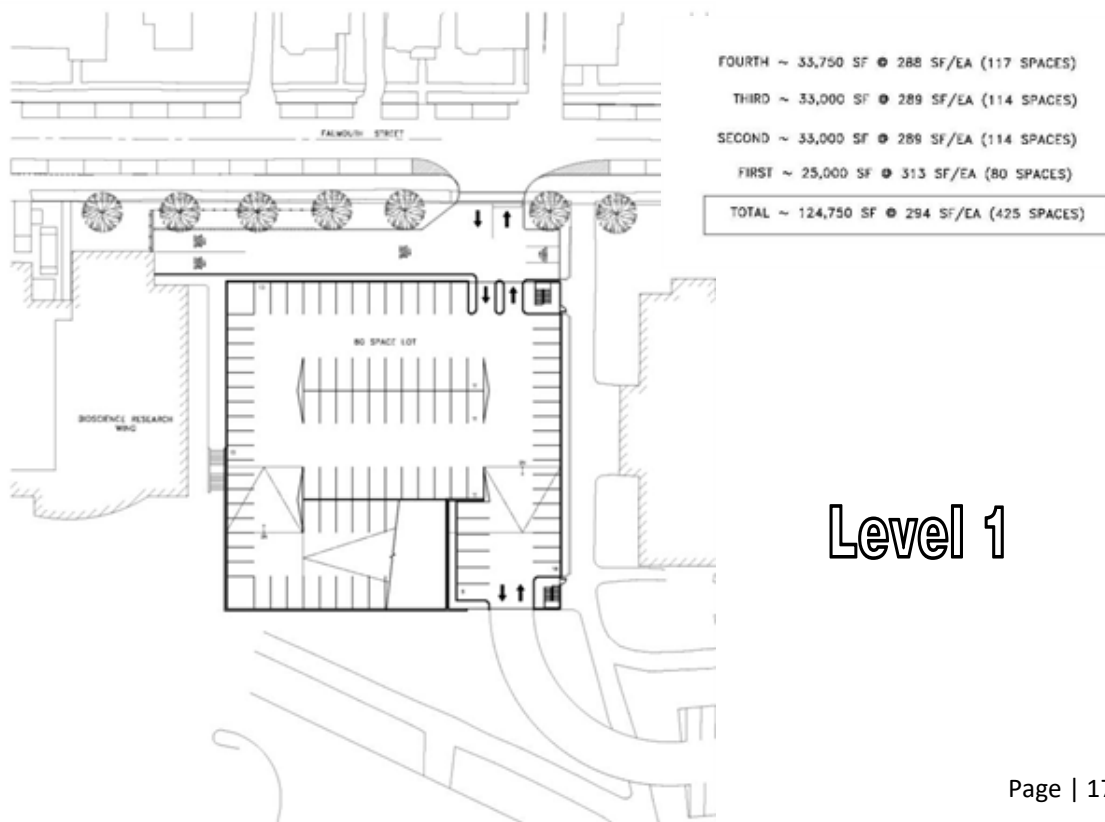 FOURTH ~ 33,750 SF @ 288 SF/EA (117 SPACES)
THIRD ~ 33,000 SF @ 289 SF/EA (114 SPACES)
SECOND ~ 33,000 SF @ 289 SF/EA (114 SPACES)
FIRST ~ 25,000 SF @ 313 SF/EA (80 SPACES)
TOTAL ~ 124,750 SF @ 294 SF/EA (425 SPACES)
FALMOUTH STREET
80 SPACE LOT
BIOSCIENCE RESEARCH
WING
Level 1
Page | 17